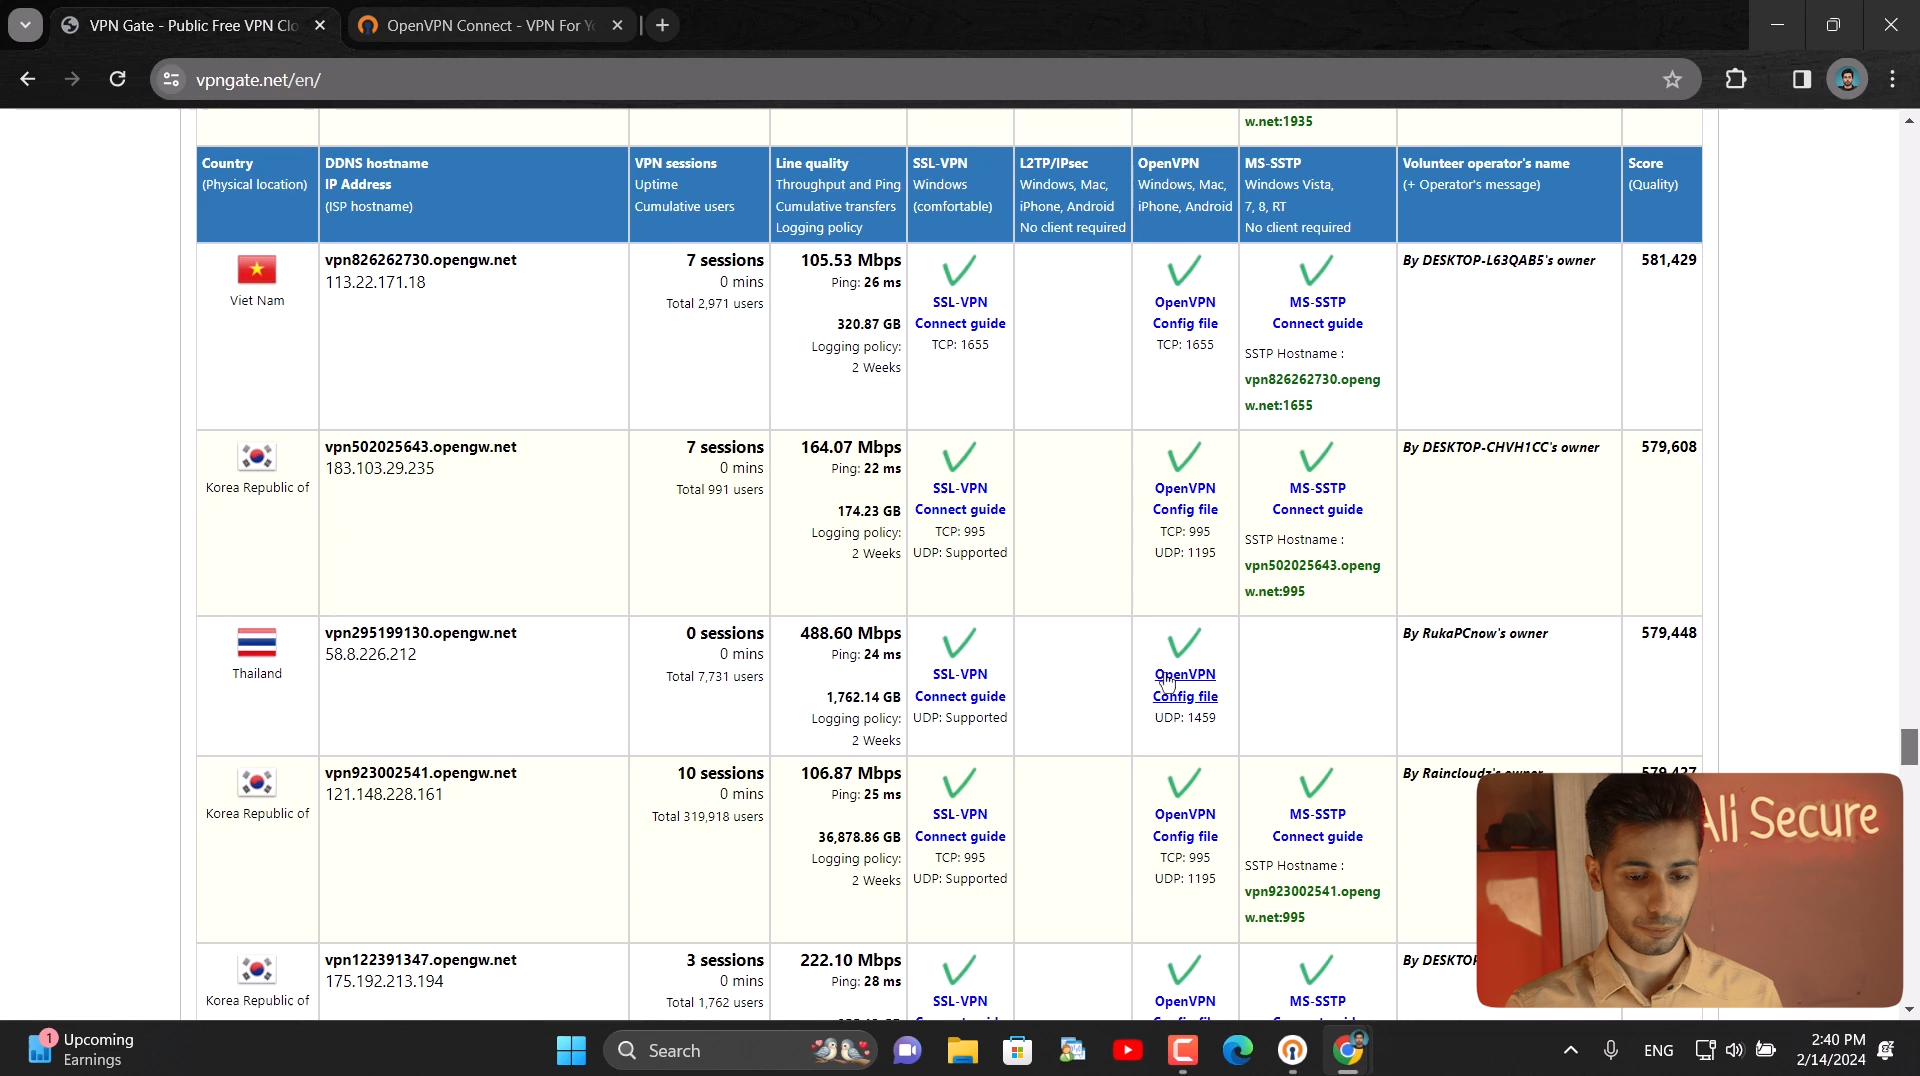 VPN Gate - Public Free VPN Clo
OpenVPN Connect - VPN For Yo
vpngate.net/en/
w.net:1935
Country
(Physical location)
DDNS hostname
IP Address
(ISP hostname)
VPN sessions
Uptime
Cumulative users
Line quality
Throughput and Ping
Cumulative transfers
Logging policy
SSL-VPN
Windows
(comfortable)
L2TP/IPsec
Windows, Mac,
iPhone, Android
No client required
OpenVPN
Windows, Mac,
iPhone, Android
MS-SSTP
Windows Vista,
7, 8, RT
No client required
Volunteer operator's name
(+ Operator's message)
Score
(Quality)
Viet Nam
vpn826262730.opengw.net
113.22.171.18
7 sessions
0 mins
Total 2,971 users
105.53 Mbps
Ping: 26 ms
320.87 GB
Logging policy:
2 Weeks
SSL-VPN
Connect guide
TCP: 1655
OpenVPN
Config file
TCP: 1655
MS-SSTP
Connect guide
SSTP Hostname :
vpn826262730.openg
w.net:1655
By DESKTOP-L63QAB5's owner
581,429
Korea Republic of
vpn502025643.opengw.net
183.103.29.235
7 sessions
0 mins
Total 991 users
164.07 Mbps
Ping: 22 ms
174.23 GB
Logging policy:
2 Weeks
SSL-VPN
Connect guide
TCP: 995
UDP: Supported
OpenVPN
Config file
TCP: 995
UDP: 1195
MS-SSTP
Connect guide
SSTP Hostname :
vpn502025643.openg
w.net:995
By DESKTOP-CHVH1CC's owner
579,608
Thailand
vpn295199130.opengw.net
58.8.226.212
0 sessions
0 mins
Total 7,731 users
488.60 Mbps
Ping: 24 ms
1,762.14 GB
Logging policy:
2 Weeks
SSL-VPN
Connect guide
UDP: Supported
OpenVPN
Config file
UDP: 1459
By RukaPCnow's owner
579,448
Korea Republic of
vpn923002541.opengw.net
121.148.228.161
10 sessions
0 mins
Total 319,918 users
106.87 Mbps
Ping: 25 ms
36,878.86 GB
Logging policy:
2 Weeks
SSL-VPN
Connect guide
TCP: 995
UDP: Supported
OpenVPN
Config file
TCP: 995
UDP: 1195
MS-SSTP
Connect guide
SSTP Hostname :
vpn923002541.openg
w.net:995
By Raincloudz's owner
579,427
Korea Republic of
vpn122391347.opengw.net
175.192.213.194
3 sessions
0 mins
Total 1,762 users
222.10 Mbps
Ping: 28 ms
SSL-VPN
OpenVPN
MS-SSTP
By DESKTOP
Ali Secure
1
Upcoming
Earnings
Search
ENG
2:40 PM
2/14/2024